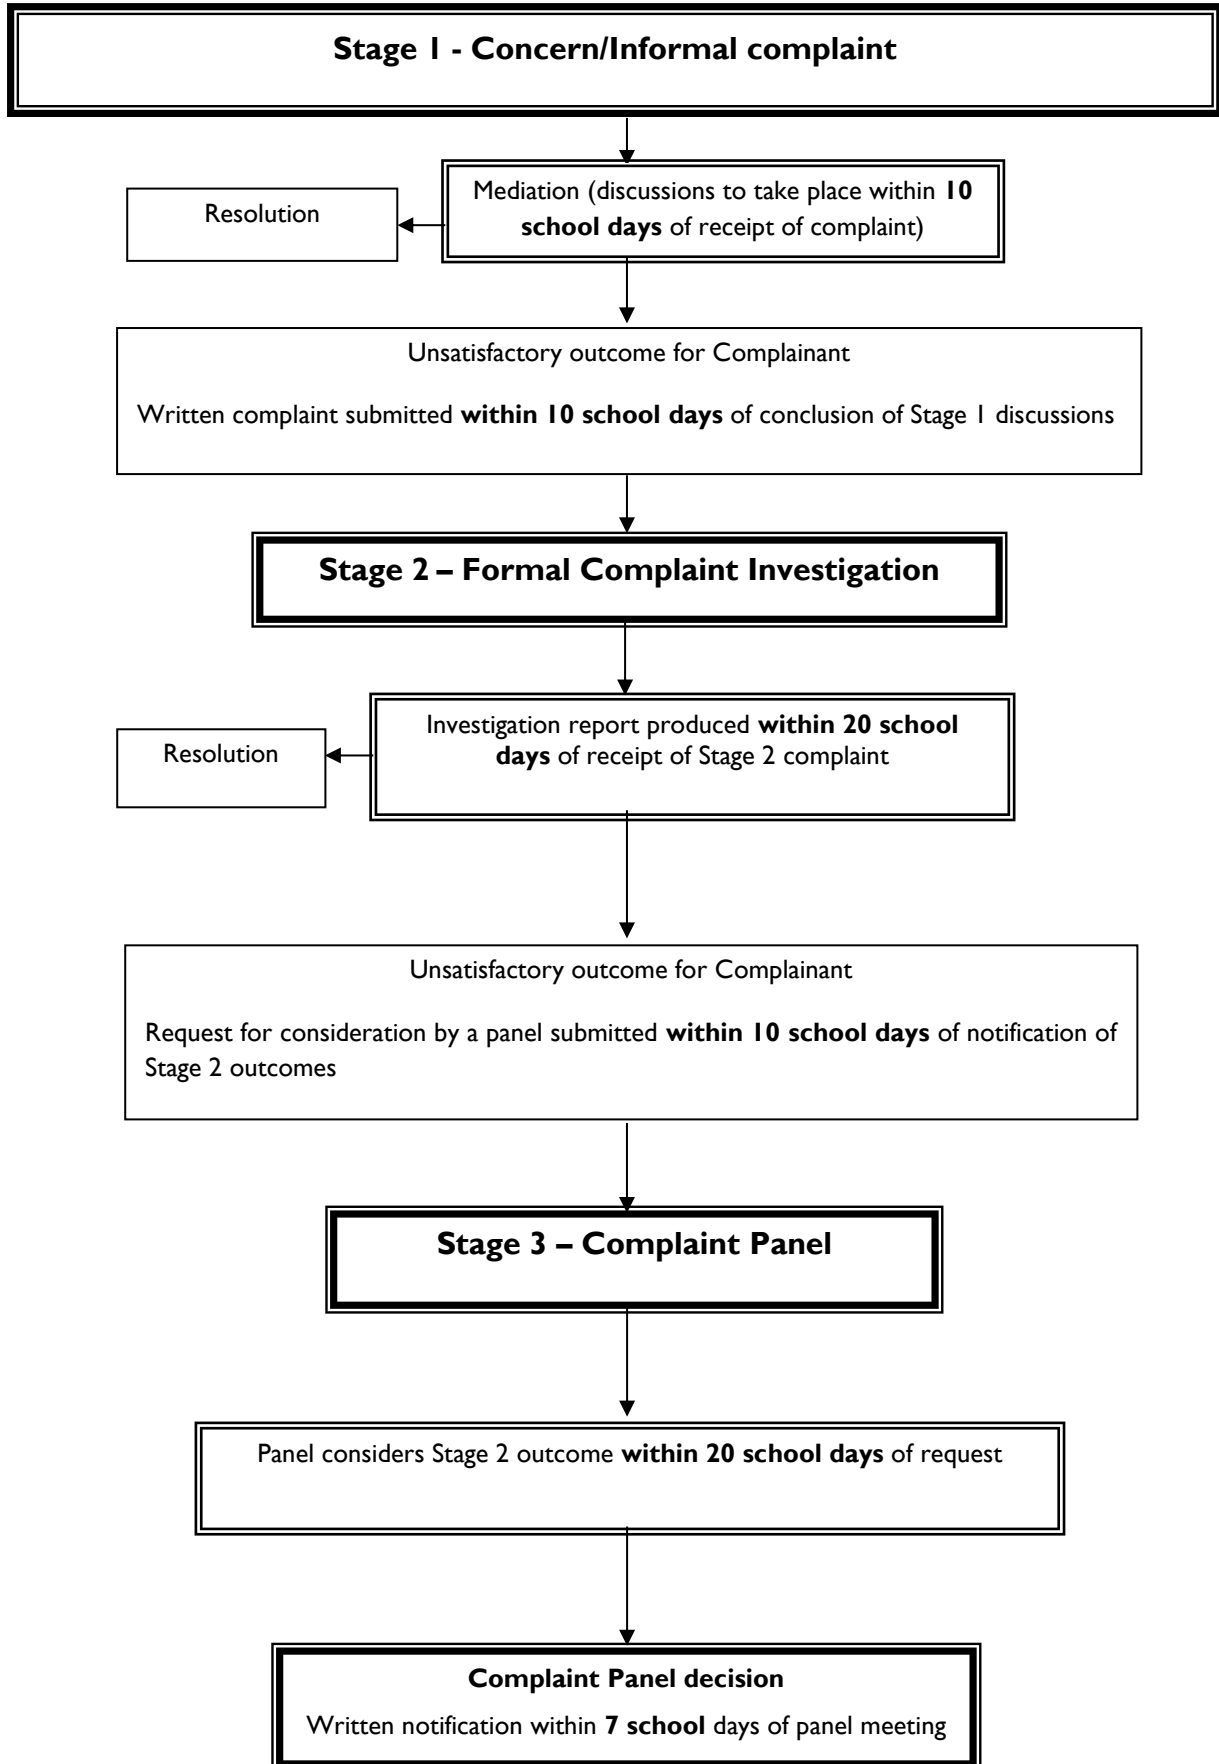 Stage 1 - Concern/Informal complaint
Mediation (discussions to take place within 10
school days of receipt of complaint)
Resolution
Unsatisfactory outcome for Complainant
Written complaint submitted within 10 school days of conclusion of Stage 1 discussions
Stage 2 – Formal Complaint Investigation
Investigation report produced within 20 school
days of receipt of Stage 2 complaint
Resolution
Unsatisfactory outcome for Complainant
Request for consideration by a panel submitted within 10 school days of notification of
Stage 2 outcomes
Stage 3 – Complaint Panel
Panel considers Stage 2 outcome within 20 school days of request
Complaint Panel decision
Written notification within 7 school days of panel meeting